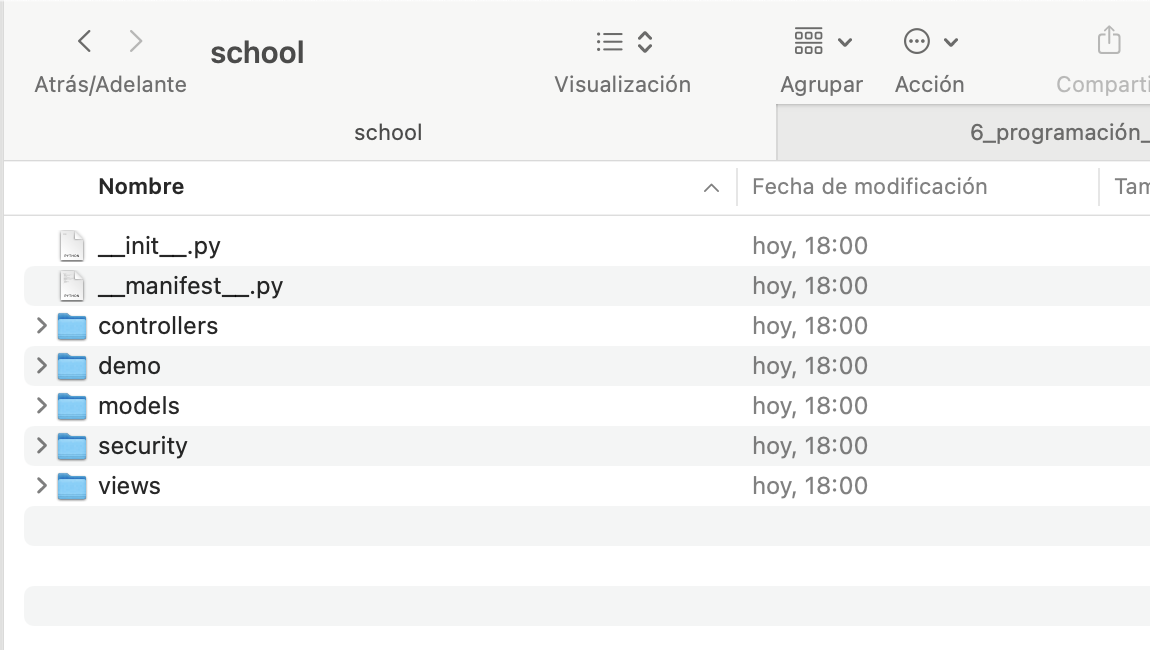 school
Atrás/Adelante
Visualización
Agrupar
Acción
Comparti
school
6_programación_
Nombre
Fecha de modificación
Tam
__init__.py
hoy, 18:00
__manifest__.py
hoy, 18:00
controllers
hoy, 18:00
demo
hoy, 18:00
models
hoy, 18:00
security
hoy, 18:00
views
hoy, 18:00